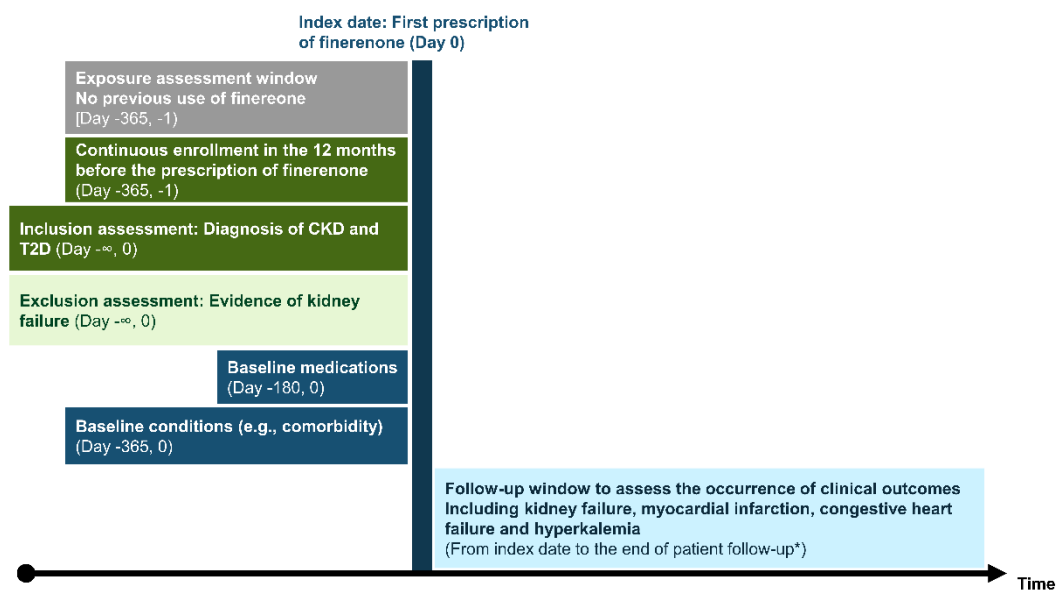 Index date: First prescription
of finerenone (Day 0)
Exposure assessment window
No previous use of finereone
[Day -365, -1)
Continuous enrollment in the 12 months
before the prescription of finerenone
(Day -365, -1)
Inclusion assessment: Diagnosis of CKD and
T2D (Day -∞, 0)
Exclusion assessment: Evidence of kidney
failure (Day -∞, 0)
Baseline medications
(Day -180, 0)
Baseline conditions (e.g., comorbidity)
(Day -365, 0)
Follow-up window to assess the occurrence of clinical outcomes
Including kidney failure, myocardial infarction, congestive heart
failure and hyperkalemia
(From index date to the end of patient follow-up*)
Time